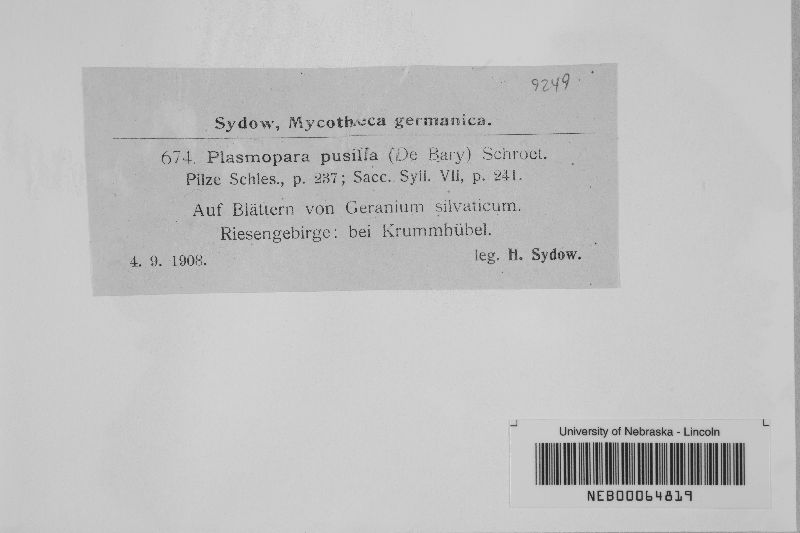 9249
Sydow, Mycotheca germanica.
674. Plasmopara pusilla (De Bary) Schroet.
Pilze Schles., p. 237; Sacc. Syll. VII, p. 241.
Auf Blättern von Geranium silvaticum.
Riesengebirge: bei Krummhübel.
4. 9. 1908. leg. H. Sydow.
University of Nebraska - Lincoln
NEB00064819